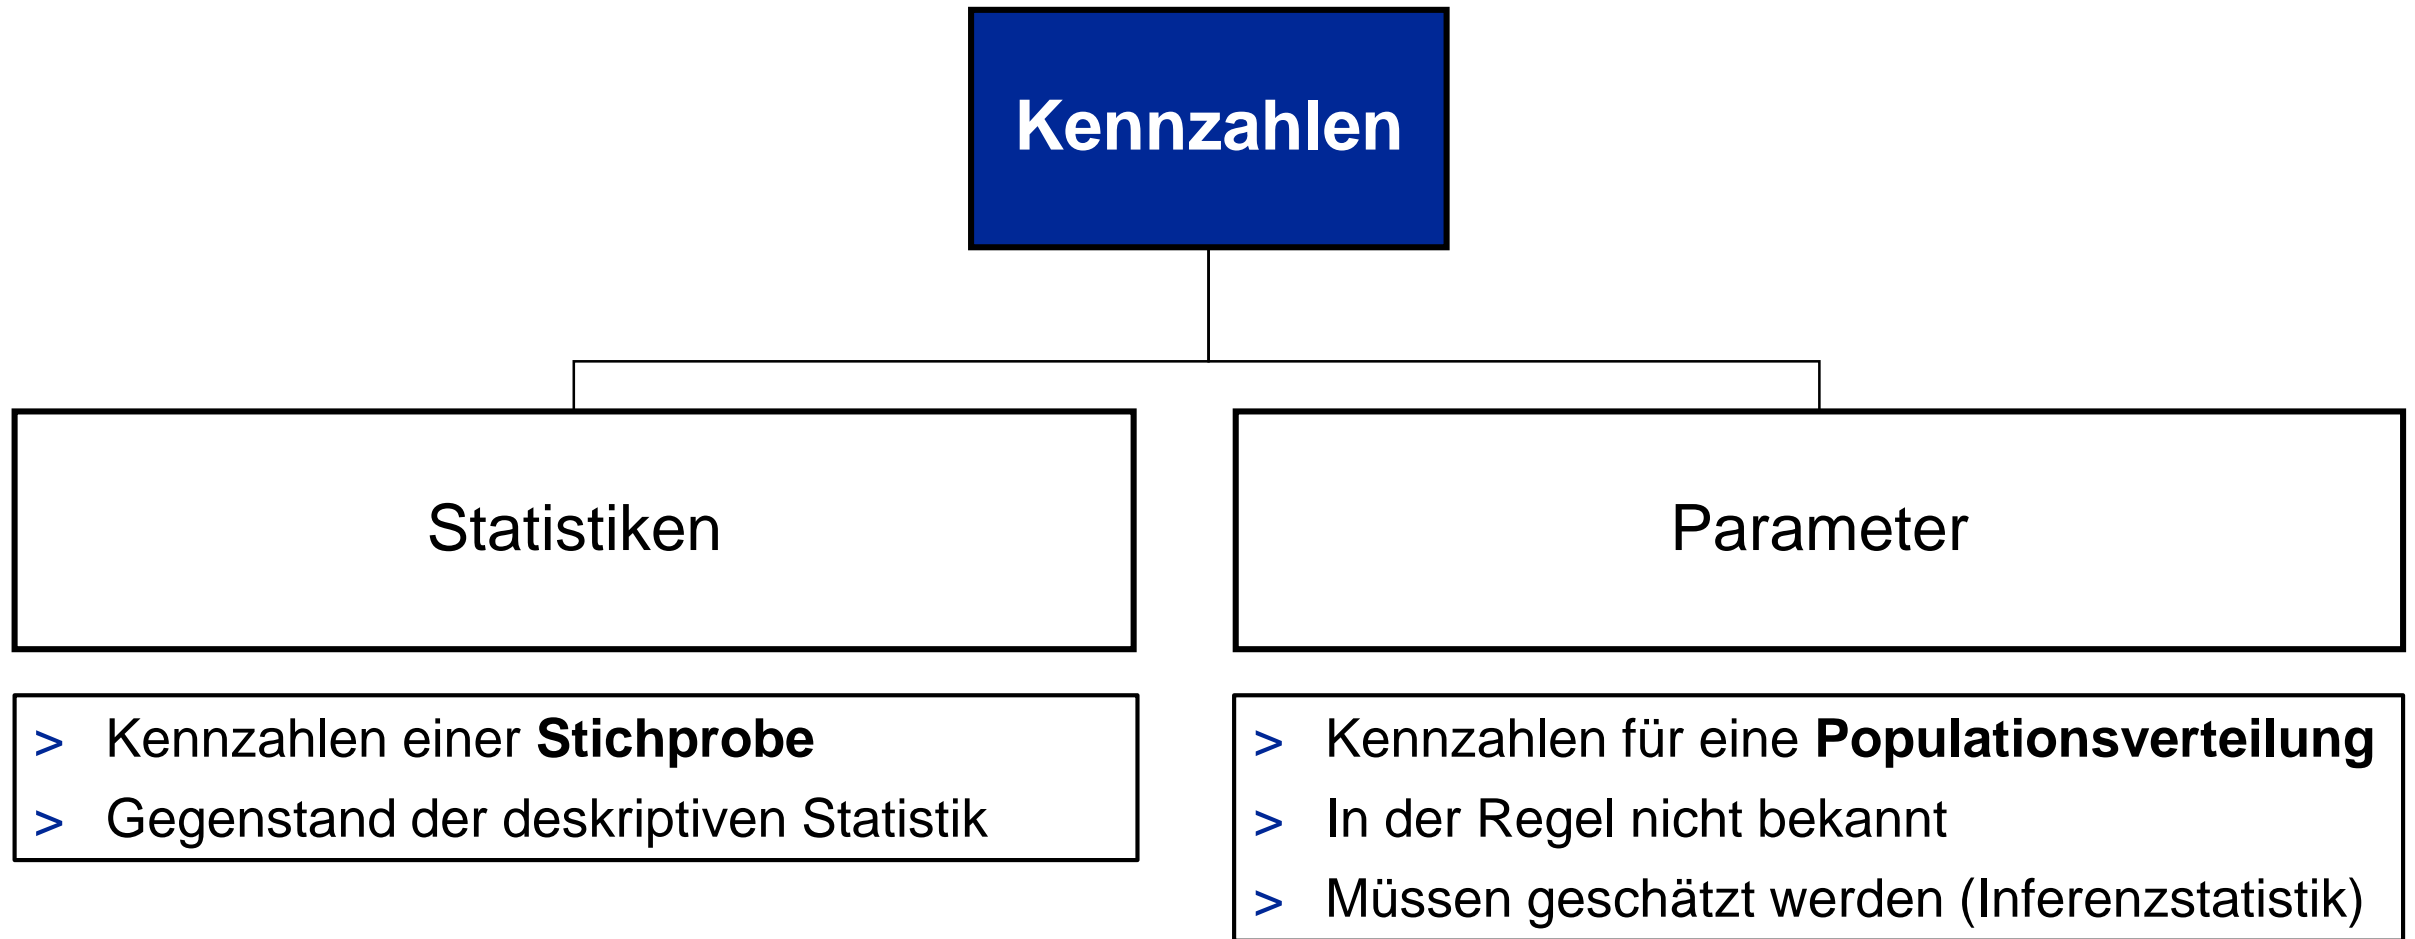 Kennzahlen
Statistiken
Parameter
> Kennzahlen einer Stichprobe
> Gegenstand der deskriptiven Statistik
> Kennzahlen für eine Populationsverteilung
> In der Regel nicht bekannt
> Müssen geschätzt werden (Inferenzstatistik)